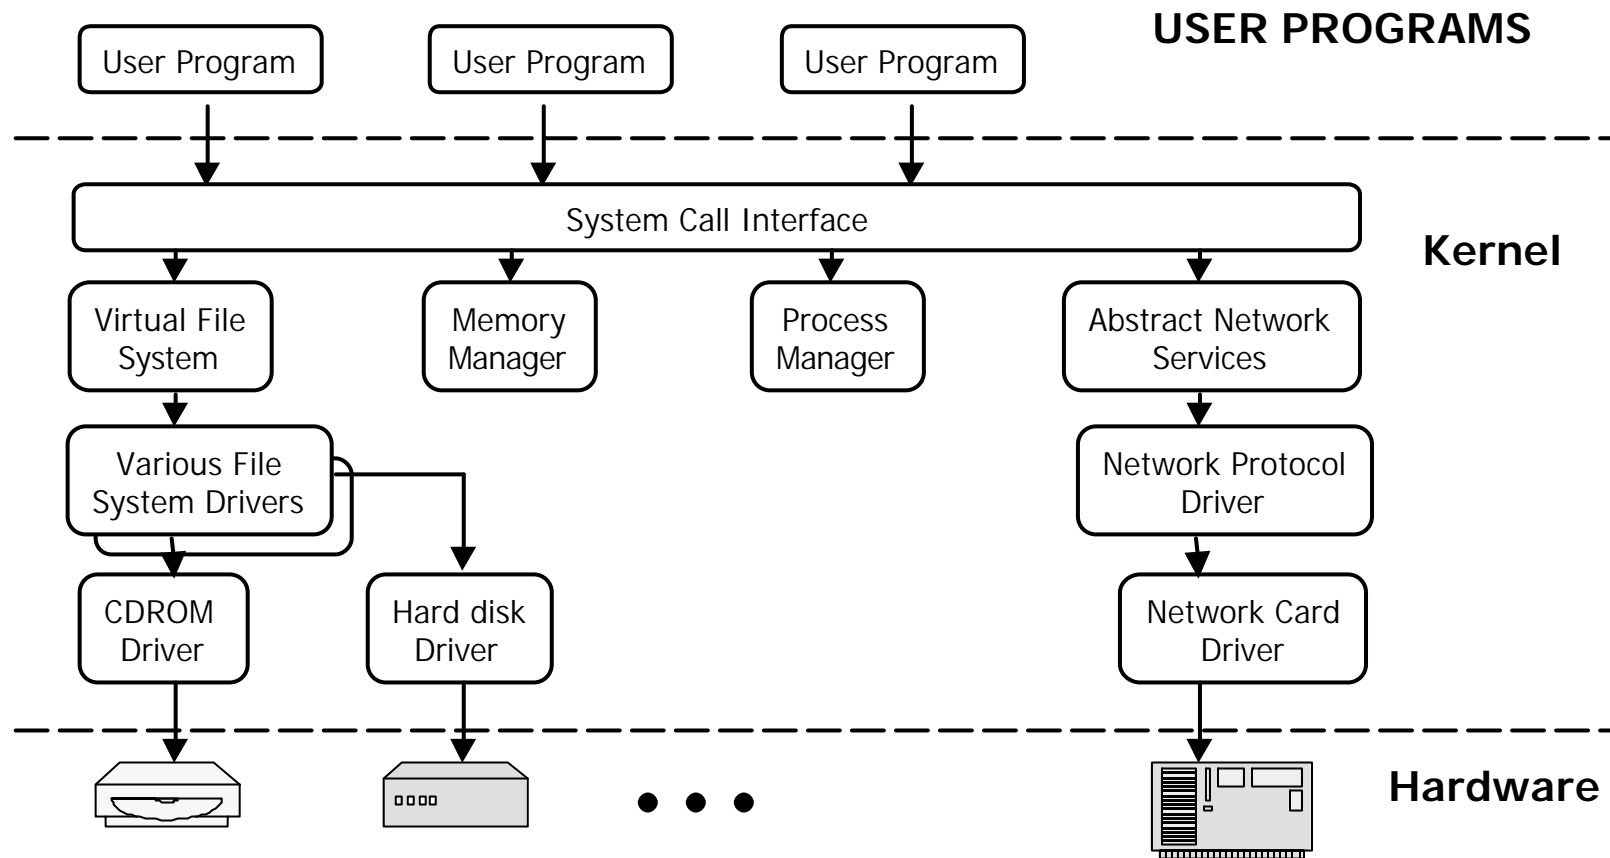 USER PROGRAMS
User Program
User Program
User Program
System Call Interface
Kernel
Virtual File
System
Memory
Manager
Process
Manager
Abstract Network
Services
Various File
System Drivers
Network Protocol
Driver
CDROM
Driver
Hard disk
Driver
Network Card
Driver
Hardware